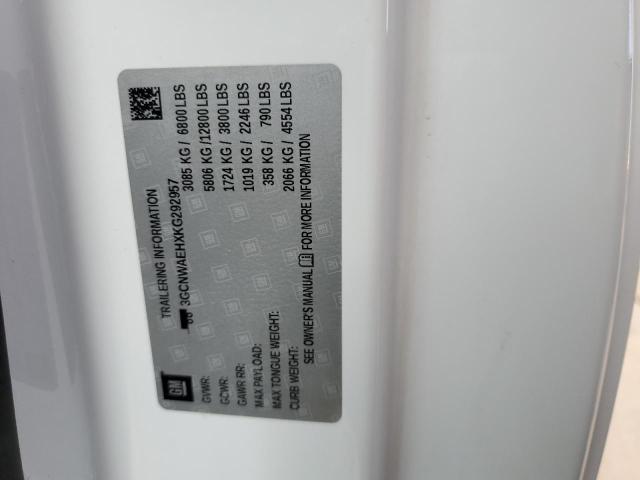 TRAILERING INFORMATION
GM 3GCNWAEHXKG292957
GVWR: 3085 KG / 6800 LBS
GCWR: 5806 KG /12800 LBS
GAWR RR: 1724 KG / 3800 LBS
MAX PAYLOAD: 1019 KG / 2246 LBS
MAX TONGUE WEIGHT: 358 KG / 790 LBS
CURB WEIGHT: 2066 KG / 4554 LBS
SEE OWNER'S MANUAL FOR MORE INFORMATION